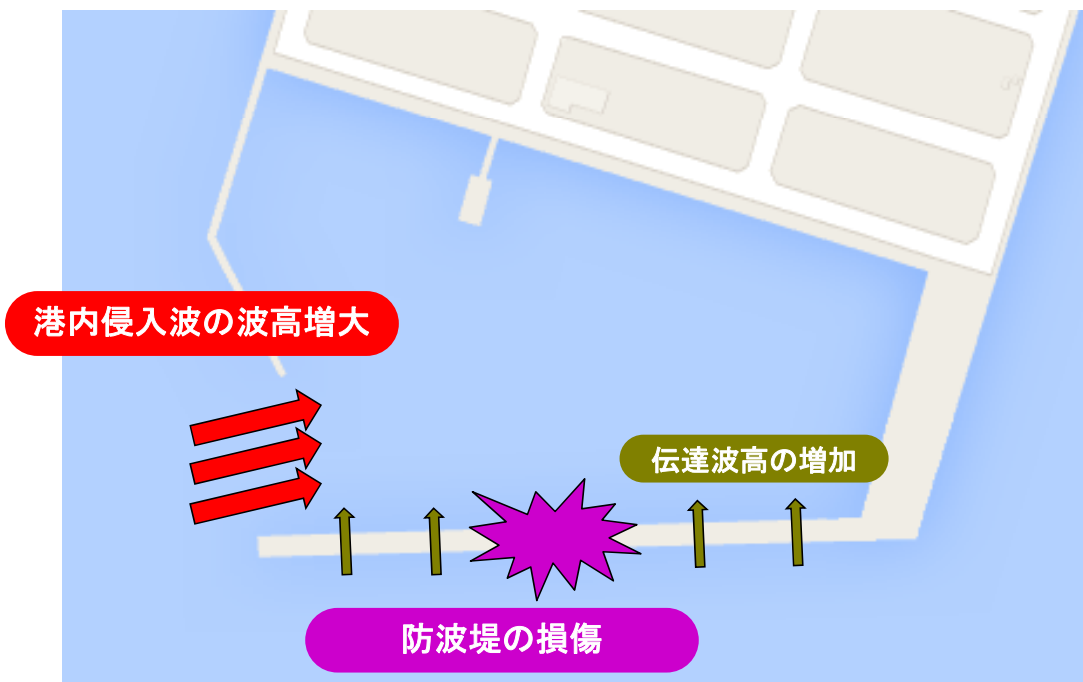 港内侵入波の波高増大
伝達波高の増加
防波堤の損傷